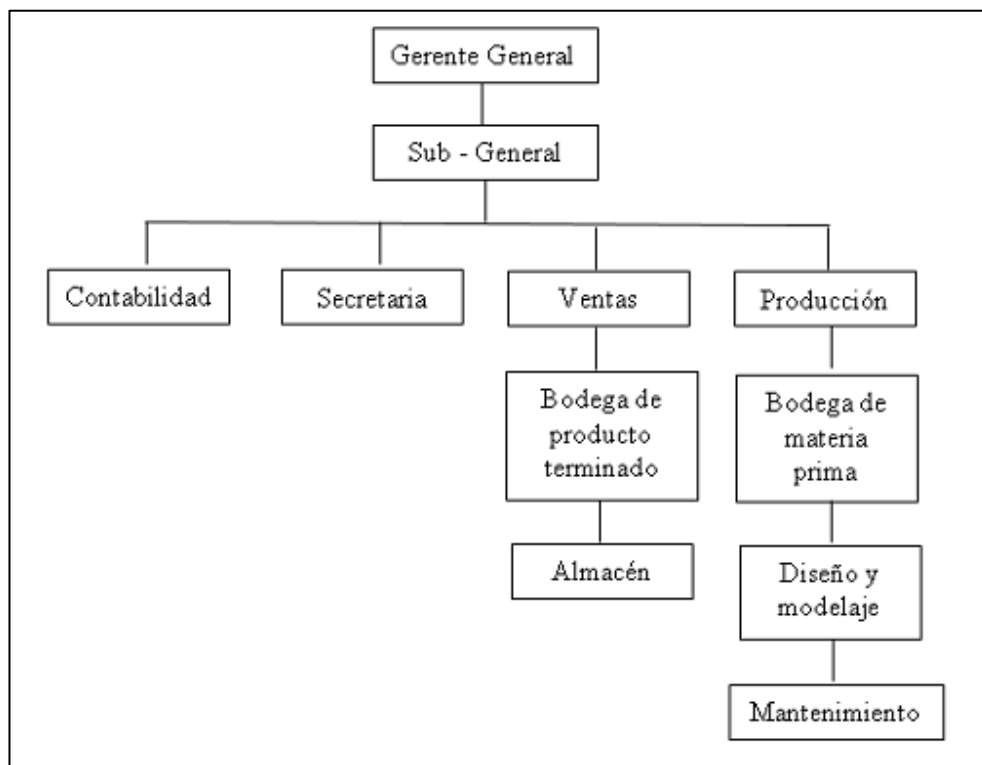 Gerente General
Sub - General
Contabilidad
Secretaria
Ventas
Producción
Bodega de
producto
terminado
Bodega de
materia
prima
Almacén
Diseño y
modelaje
Mantenimiento